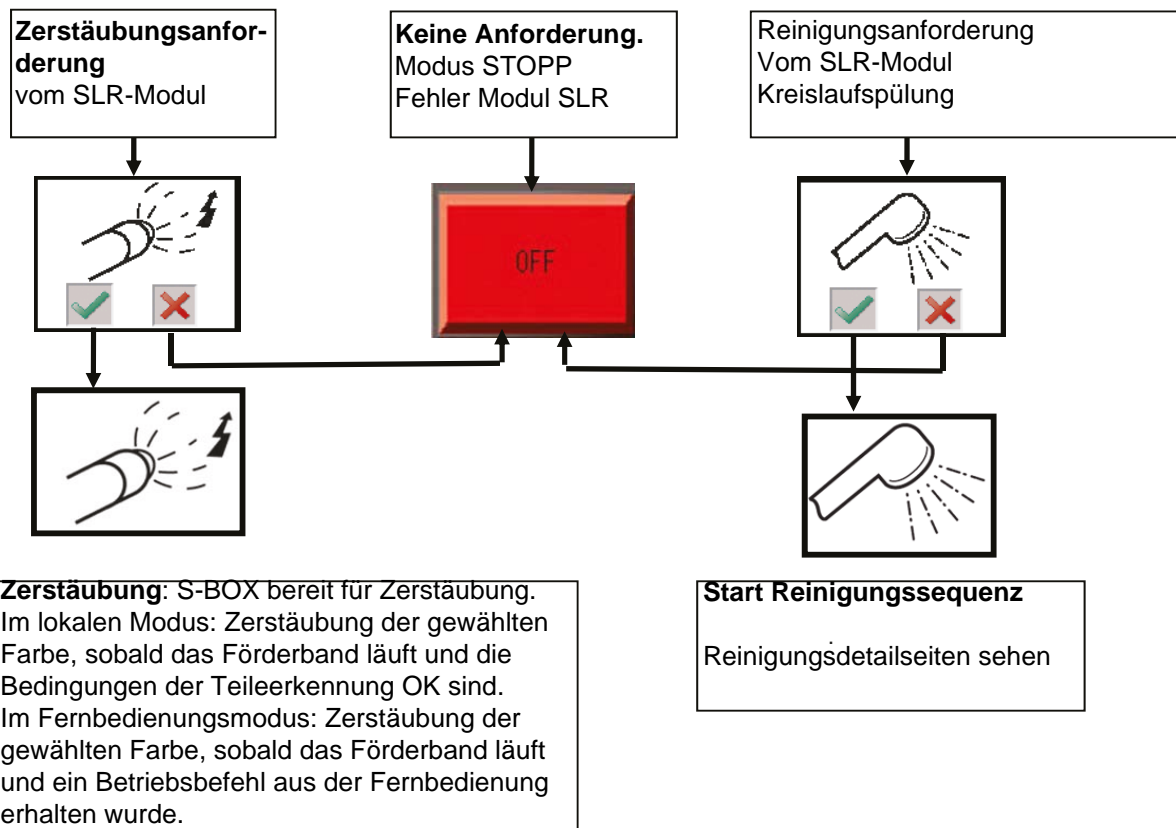 Zerstäubungsanfor-
derung
vom SLR-Modul
Keine Anforderung.
Modus STOPP
Fehler Modul SLR
Reinigungsanforderung
Vom SLR-Modul
Kreislaufspülung
OFF
Zerstäubung: S-BOX bereit für Zerstäubung.
Im lokalen Modus: Zerstäubung der gewählten
Farbe, sobald das Förderband läuft und die
Bedingungen der Teileerkennung OK sind.
Im Fernbedienungsmodus: Zerstäubung der
gewählten Farbe, sobald das Förderband läuft
und ein Betriebsbefehl aus der Fernbedienung
erhalten wurde.
Start Reinigungssequenz
.
Reinigungsdetailseiten sehen